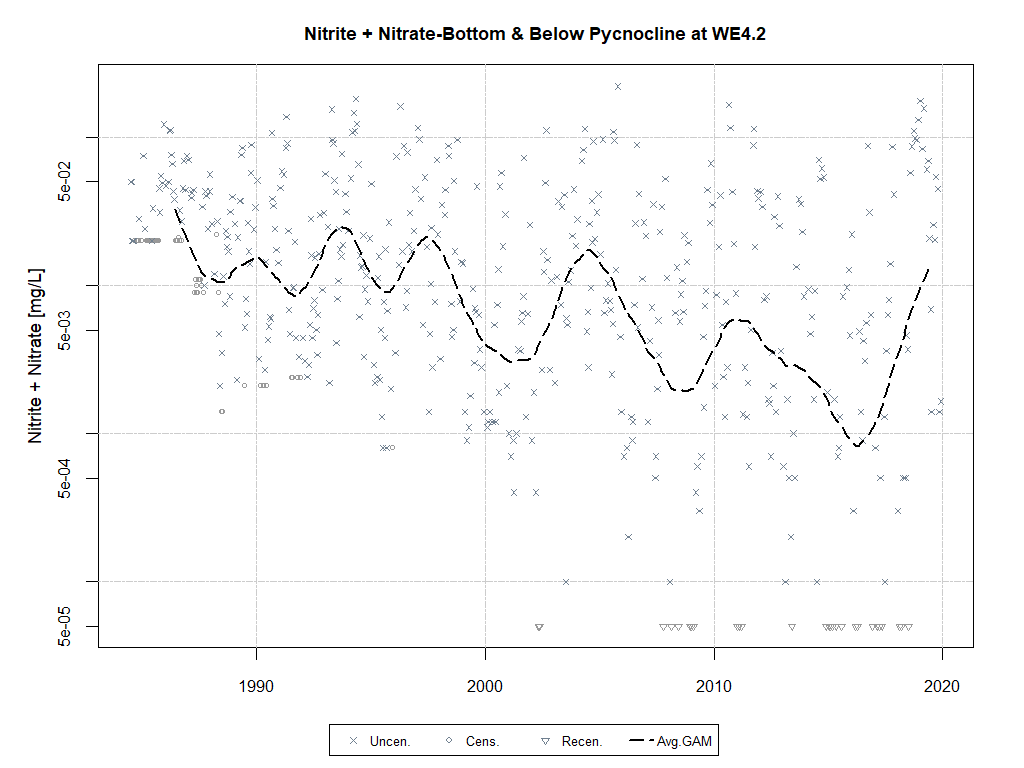 Nitrite + Nitrate-Bottom & Below Pycnocline at WE4.2
Nitrite + Nitrate [mg/L]
5e-02
5e-03
5e-04
5e-05
1990 2000 2010 2020
Uncen. Cens. Recen. Avg.GAM